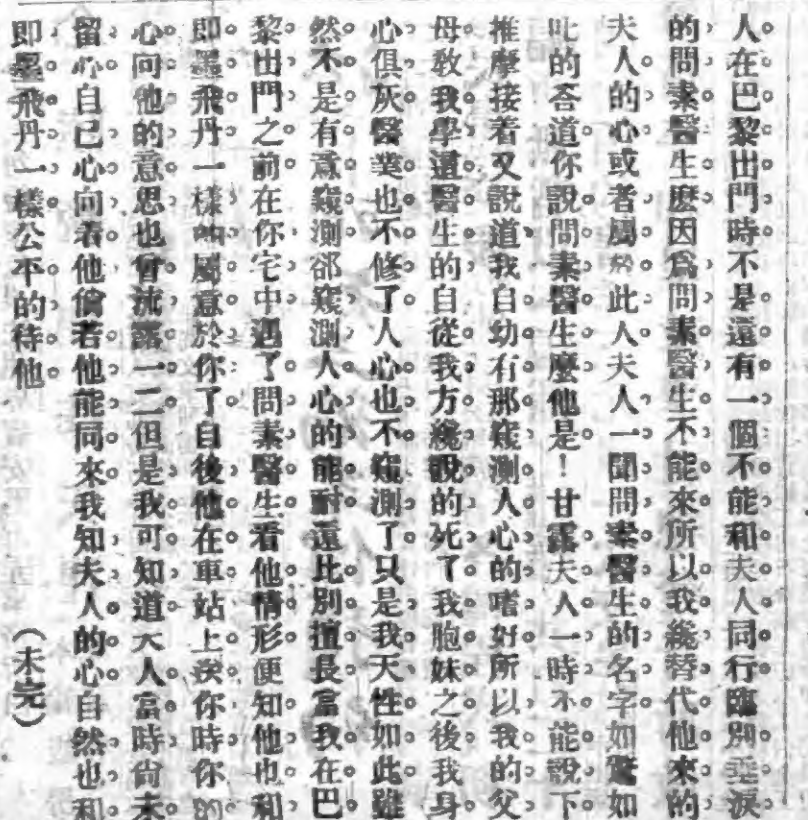 人在巴黎出門時不是還有一個不能和夫人同行臨別垂淚
的問素醫生麽因爲問素醫生不能來所以我纔替代他來的
夫人的心或者屬於此人夫人一聞問素醫生的名字如驚如
吡的答道你說問素醫生麽他是！甘露夫人一時不能說下
推摩接着又說道我自幼有那窺測人心的嗜好所以我的父
母敎我學還醫生的自從我方纔說的死了我胞妹之後我身
心俱灰醫業也不修了人心也不窺測了只是我天性如此雖
然不是有意窺測郤窺測人心的能耐還比別擅長當我在巴
黎出門之前在你宅中遇了問素醫生看他情形便知他也和
即墨飛丹一樣 屬意於你了自後他在車站上 你時你的
心向他的意思也曾流露一二但是我可知道夫人當時尙未
留心自己心向着他倘若他能同來我知夫人的心自然也和
即墨飛丹一樣公平的待他
（未完）